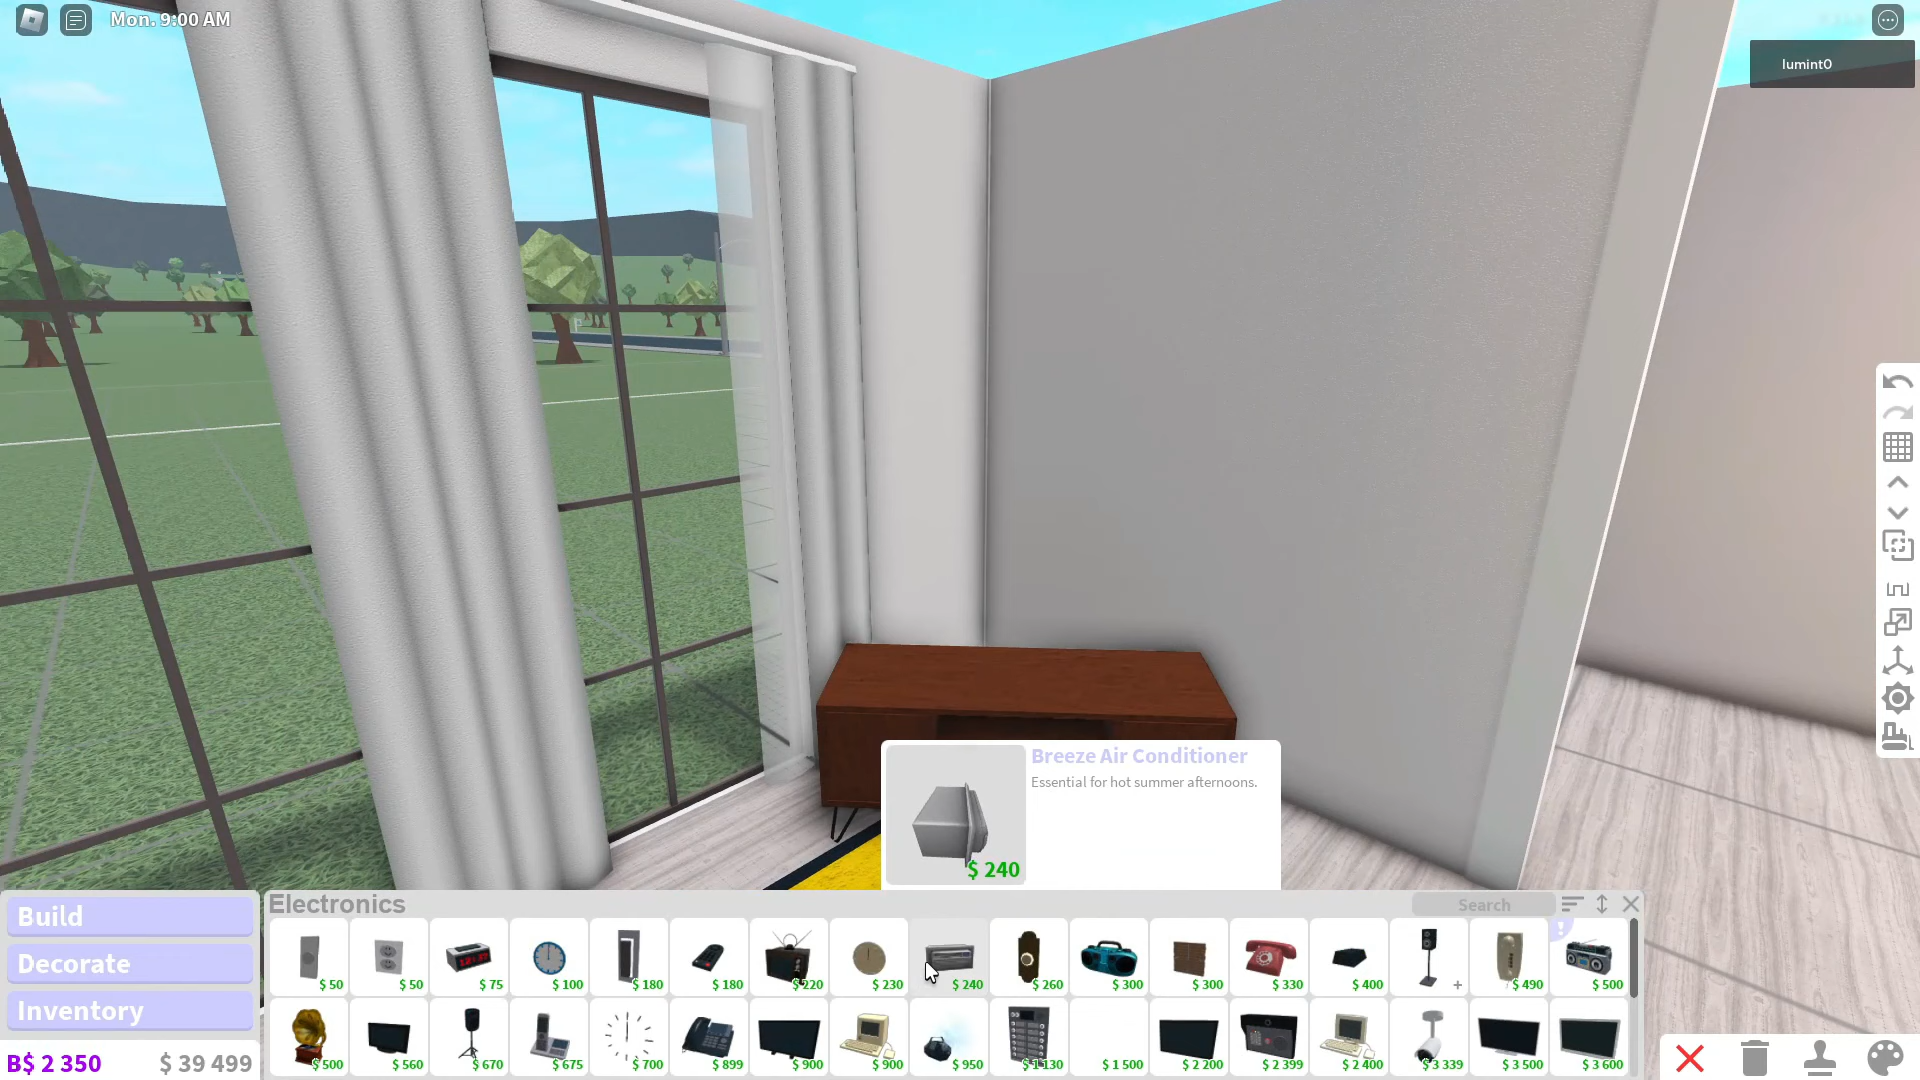 Mon. 9:00 AM
lumint0
Breeze Air Conditioner
Essential for hot summer afternoons.
$ 240
Build
Decorate
Inventory
B$ 2 350
$ 39 499
Electronics
Search
$ 50
$ 50
$ 75
$ 100
$ 180
$ 180
$ 220
$ 230
$ 240
$ 260
$ 300
$ 300
$ 330
$ 400
+
$ 490
$ 500
$ 500
$ 560
$ 670
$ 675
$ 700
$ 899
$ 900
$ 900
$ 950
$ 1 130
$ 1 500
$ 2 200
$ 2 399
$ 2 400
$ 3 339
$ 3 500
$ 3 600